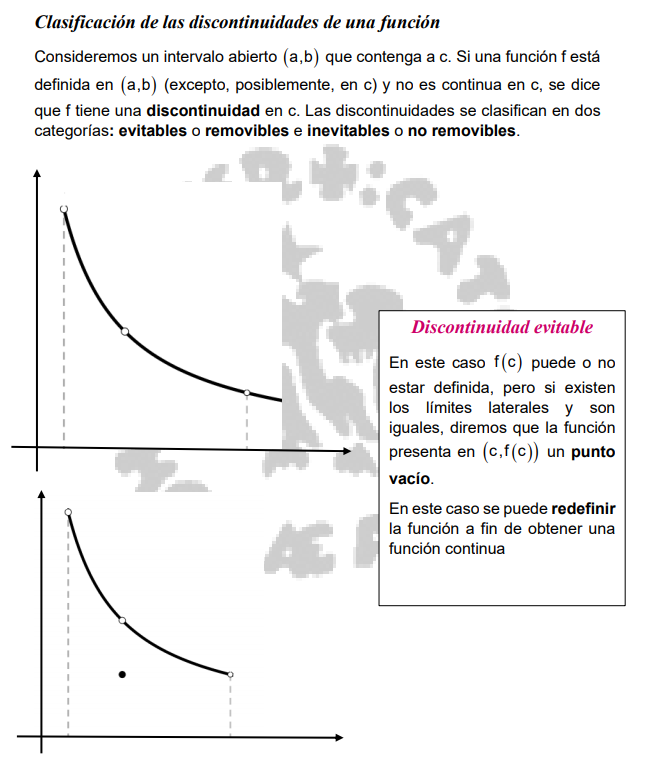 Clasificación de las discontinuidades de una función
Consideremos un intervalo abierto (a,b) que contenga a c. Si una función f está
definida en (a,b) (excepto, posiblemente, en c) y no es continua en c, se dice
que f tiene una discontinuidad en c. Las discontinuidades se clasifican en dos
categorías: evitables o removibles e inevitables o no removibles.
Discontinuidad evitable
En este caso f(c) puede o no
estar definida, pero si existen
los límites laterales y son
iguales, diremos que la función
presenta en (c,f(c)) un punto
vacío.
En este caso se puede redefinir
la función a fin de obtener una
función continua